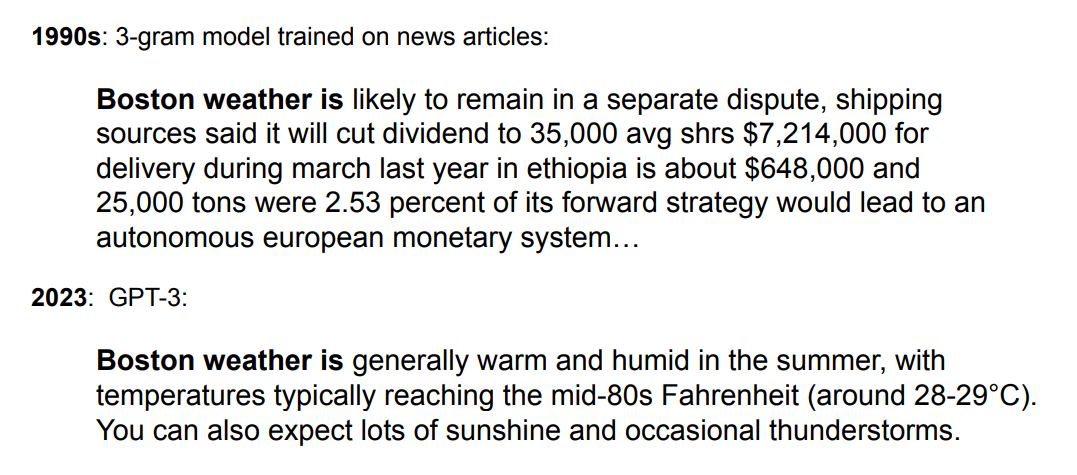 1990s: 3-gram model trained on news articles:
Boston weather is likely to remain in a separate dispute, shipping
sources said it will cut dividend to 35,000 avg shrs $7,214,000 for
delivery during march last year in ethiopia is about $648,000 and
25,000 tons were 2.53 percent of its forward strategy would lead to an
autonomous european monetary system…
2023: GPT-3:
Boston weather is generally warm and humid in the summer, with
temperatures typically reaching the mid-80s Fahrenheit (around 28-29°C).
You can also expect lots of sunshine and occasional thunderstorms.